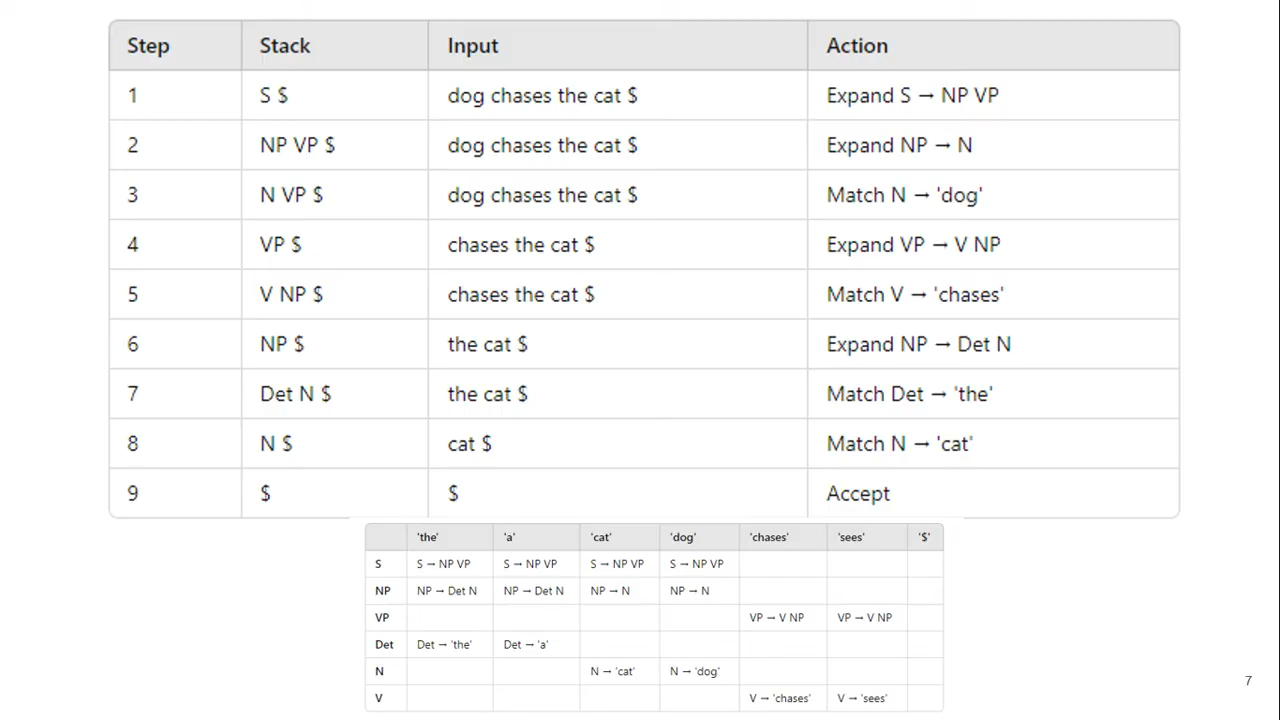 Step Stack Input Action
1 S $ dog chases the cat $ Expand S → NP VP
2 NP VP $ dog chases the cat $ Expand NP → N
3 N VP $ dog chases the cat $ Match N → 'dog'
4 VP $ chases the cat $ Expand VP → V NP
5 V NP $ chases the cat $ Match V → 'chases'
6 NP $ the cat $ Expand NP → Det N
7 Det N $ the cat $ Match Det → 'the'
8 N $ cat $ Match N → 'cat'
9 $ $ Accept
'the' 'a' 'cat' 'dog' 'chases' 'sees' '$'
S S → NP VP S → NP VP S → NP VP S → NP VP
NP NP → Det N NP → Det N NP → N NP → N
VP VP → V NP VP → V NP
Det Det → 'the' Det → 'a'
N N → 'cat' N → 'dog'
V V → 'chases' V → 'sees'
7